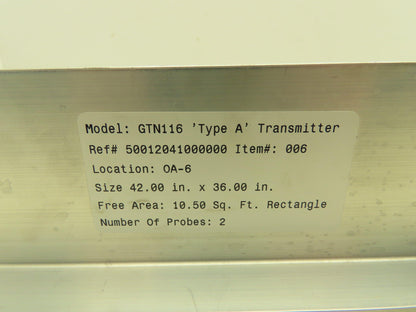 Model: GTN116 'Type A' Transmitter
Ref# 50012041000000 Item#: 006
Location: OA-6
Size 42.00 in. x 36.00 in.
Free Area: 10.50 Sq. Ft. Rectangle
Number Of Probes: 2